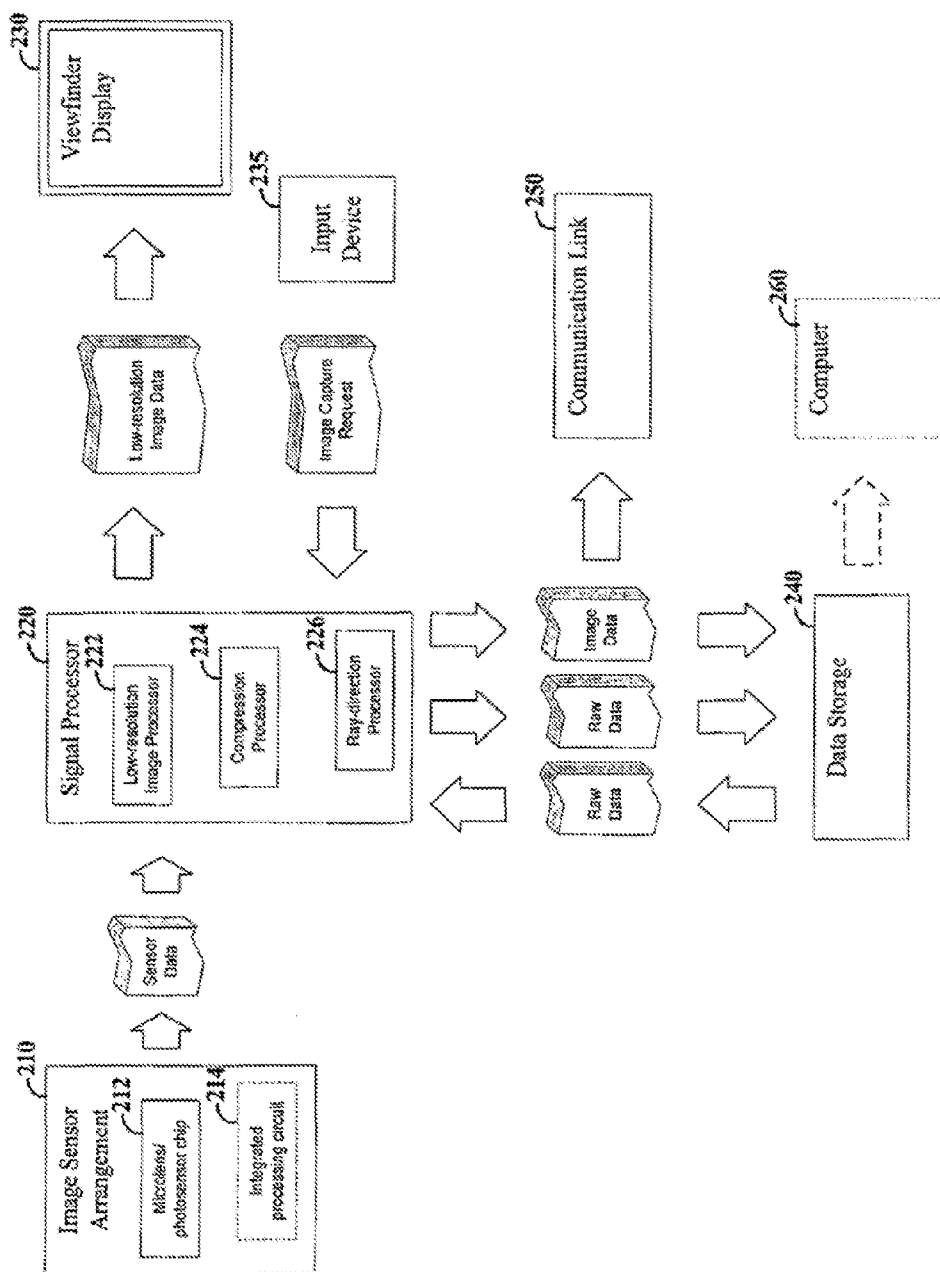 210
Image Sensor
Arrangement
212
Microlens/
photosensor chip
214
Integrated
processing circuit
Sensor
Data
220
Signal Processor
222
Low-resolution
Image Processor
224
Compression
Processor
226
Ray-direction
Processor
Low-resolution
Image Data
230
Viewfinder
Display
Image Capture
Request
235
Input
Device
Raw
Data
Raw
Data
Image
Data
250
Communication Link
240
Data Storage
260
Computer